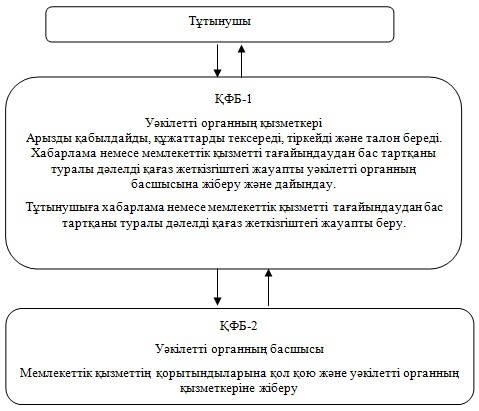 Тұтынушы
ҚФБ-1
Уәкілетті органның қызметкері
Арызды қабылдайды, құжаттарды тексереді, тіркейді және талон береді.
Хабарлама немесе мемлекеттік қызметті тағайындаудан бас тартқаны
туралы дәлелді қағаз жеткізгіштегі жауапты уәкілетті органның
басшысына жіберу және дайындау.
Тұтынушыға хабарлама немесе мемлекеттік қызметті тағайындаудан бас
тартқаны туралы дәлелді қағаз жеткізгіштегі жауапты беру.
ҚФБ-2
Уәкілетті органның басшысы
Мемлекеттік қызметтің қорытындыларына қол қою және уәкілетті органның
қызметкеріне жіберу